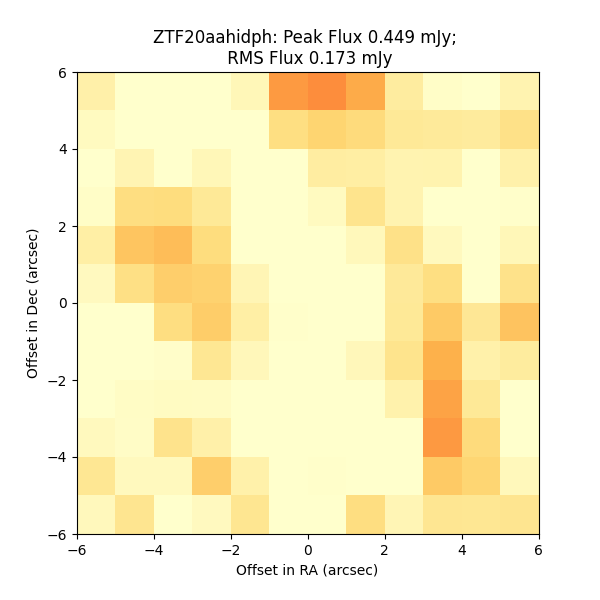 ZTF20aahidph: Peak Flux 0.449 mJy;
RMS Flux 0.173 mJy
6
4
2
0
−2
−4
−6
Offset in Dec (arcsec)
−6 −4 −2 0 2 4 6
Offset in RA (arcsec)